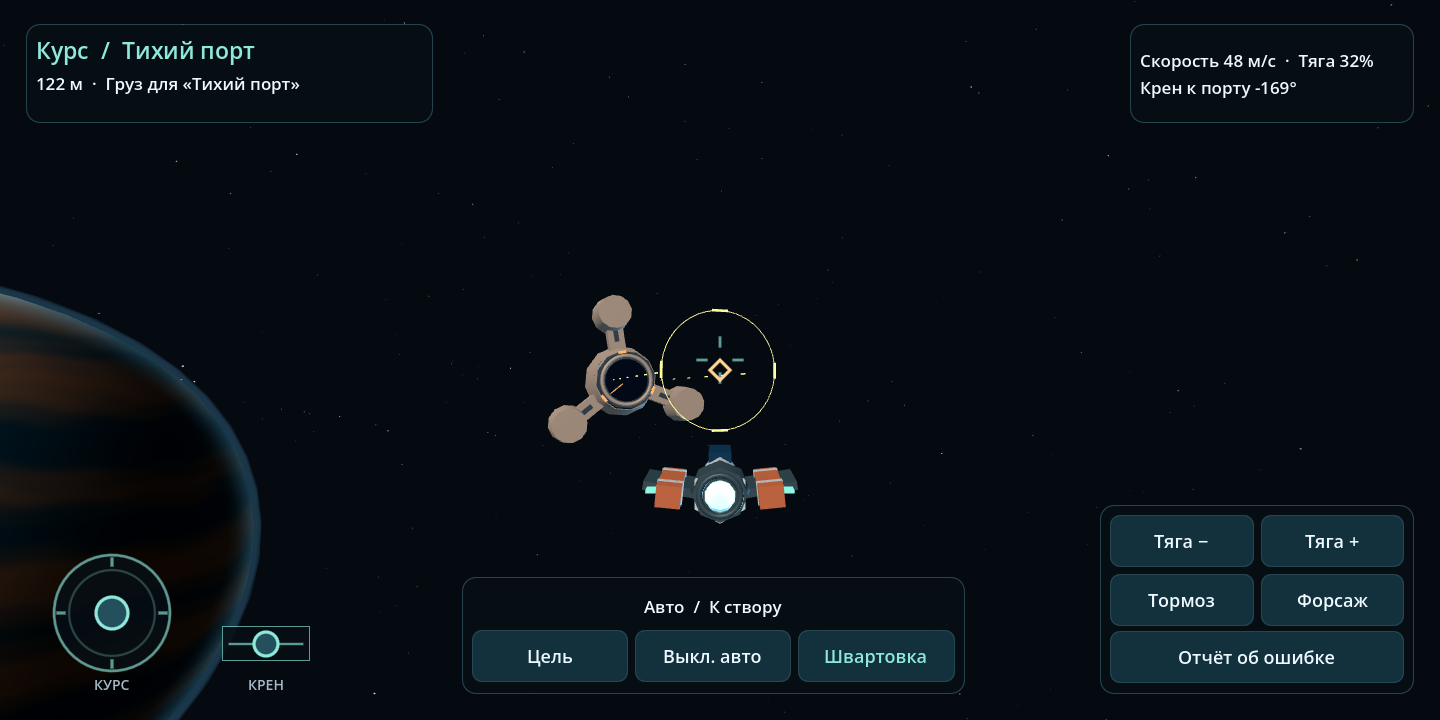 Курс / Тихий порт
122 м · Груз для «Тихий порт»
Скорость 48 м/с · Тяга 32%
Крен к порту -169°
Тяга − Тяга +
Тормоз Форсаж
Отчёт об ошибке
Авто / К створу
Цель Выкл. авто Швартовка
КУРС КРЕН